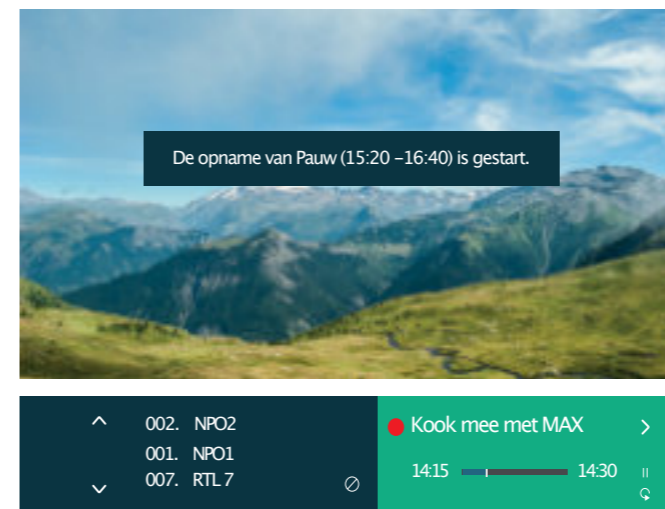 De opname van Pauw (15:20 –16:40) is gestart.
002. NPO2
001. NPO1
007. RTL 7
Kook mee met MAX
14:15 14:30